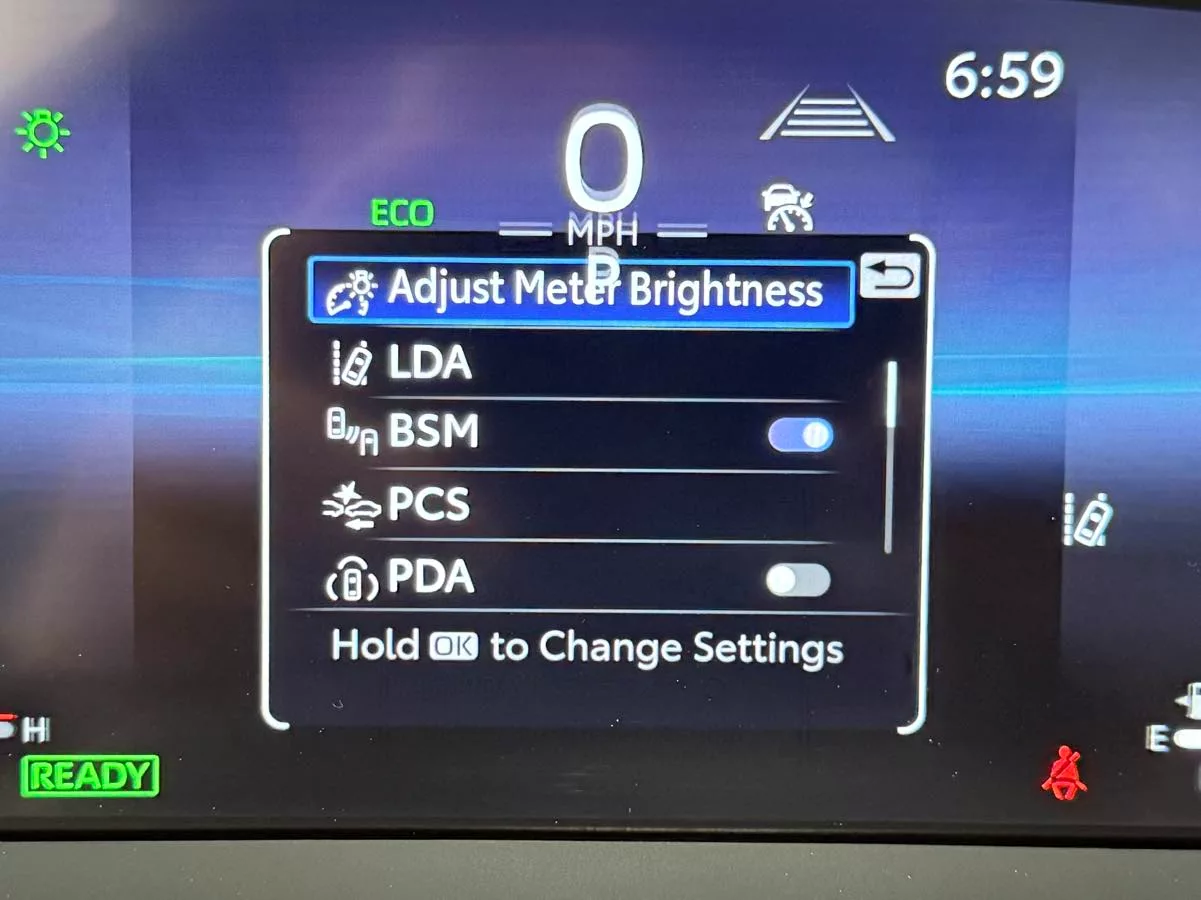 6:59
0
ECO
MPH
P
Adjust Meter Brightness
LDA
BSM
PCS
PDA
Hold OK to Change Settings
H
E
READY